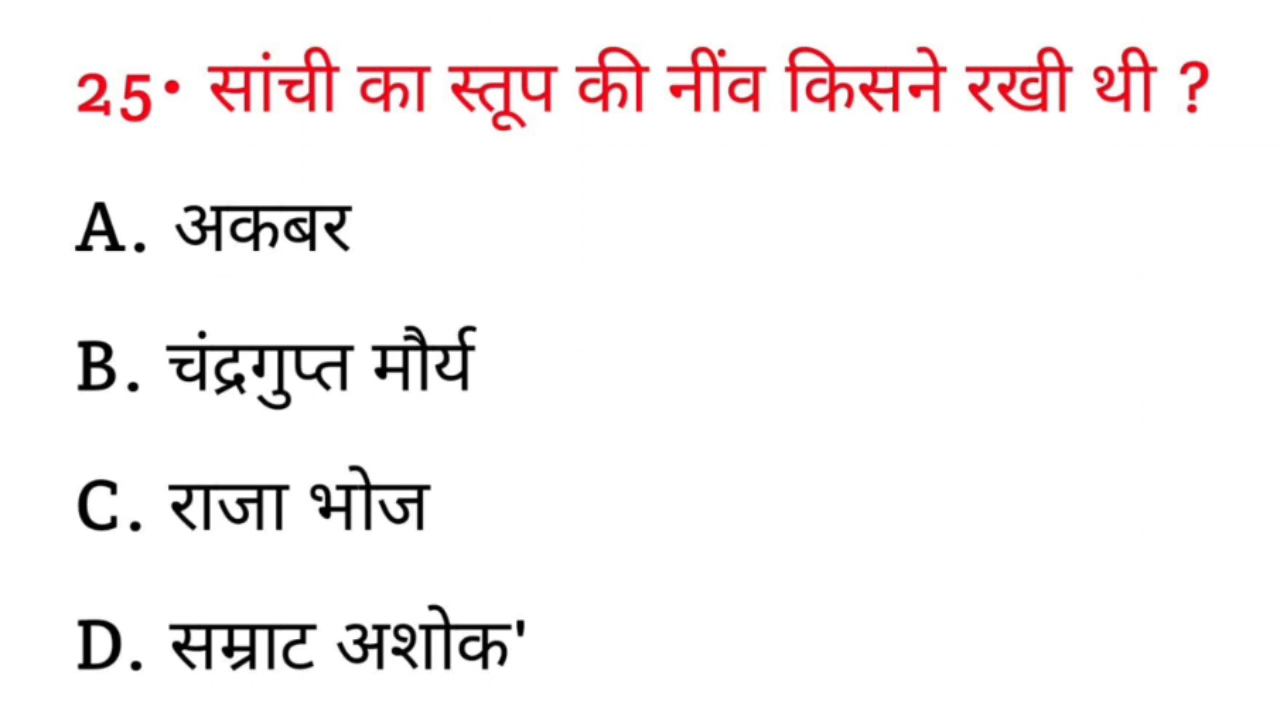 25• सांची का स्तूप की नींव किसने रखी थी ?
A. अकबर
B. चंद्रगुप्त मौर्य
C. राजा भोज
D. सम्राट अशोक'